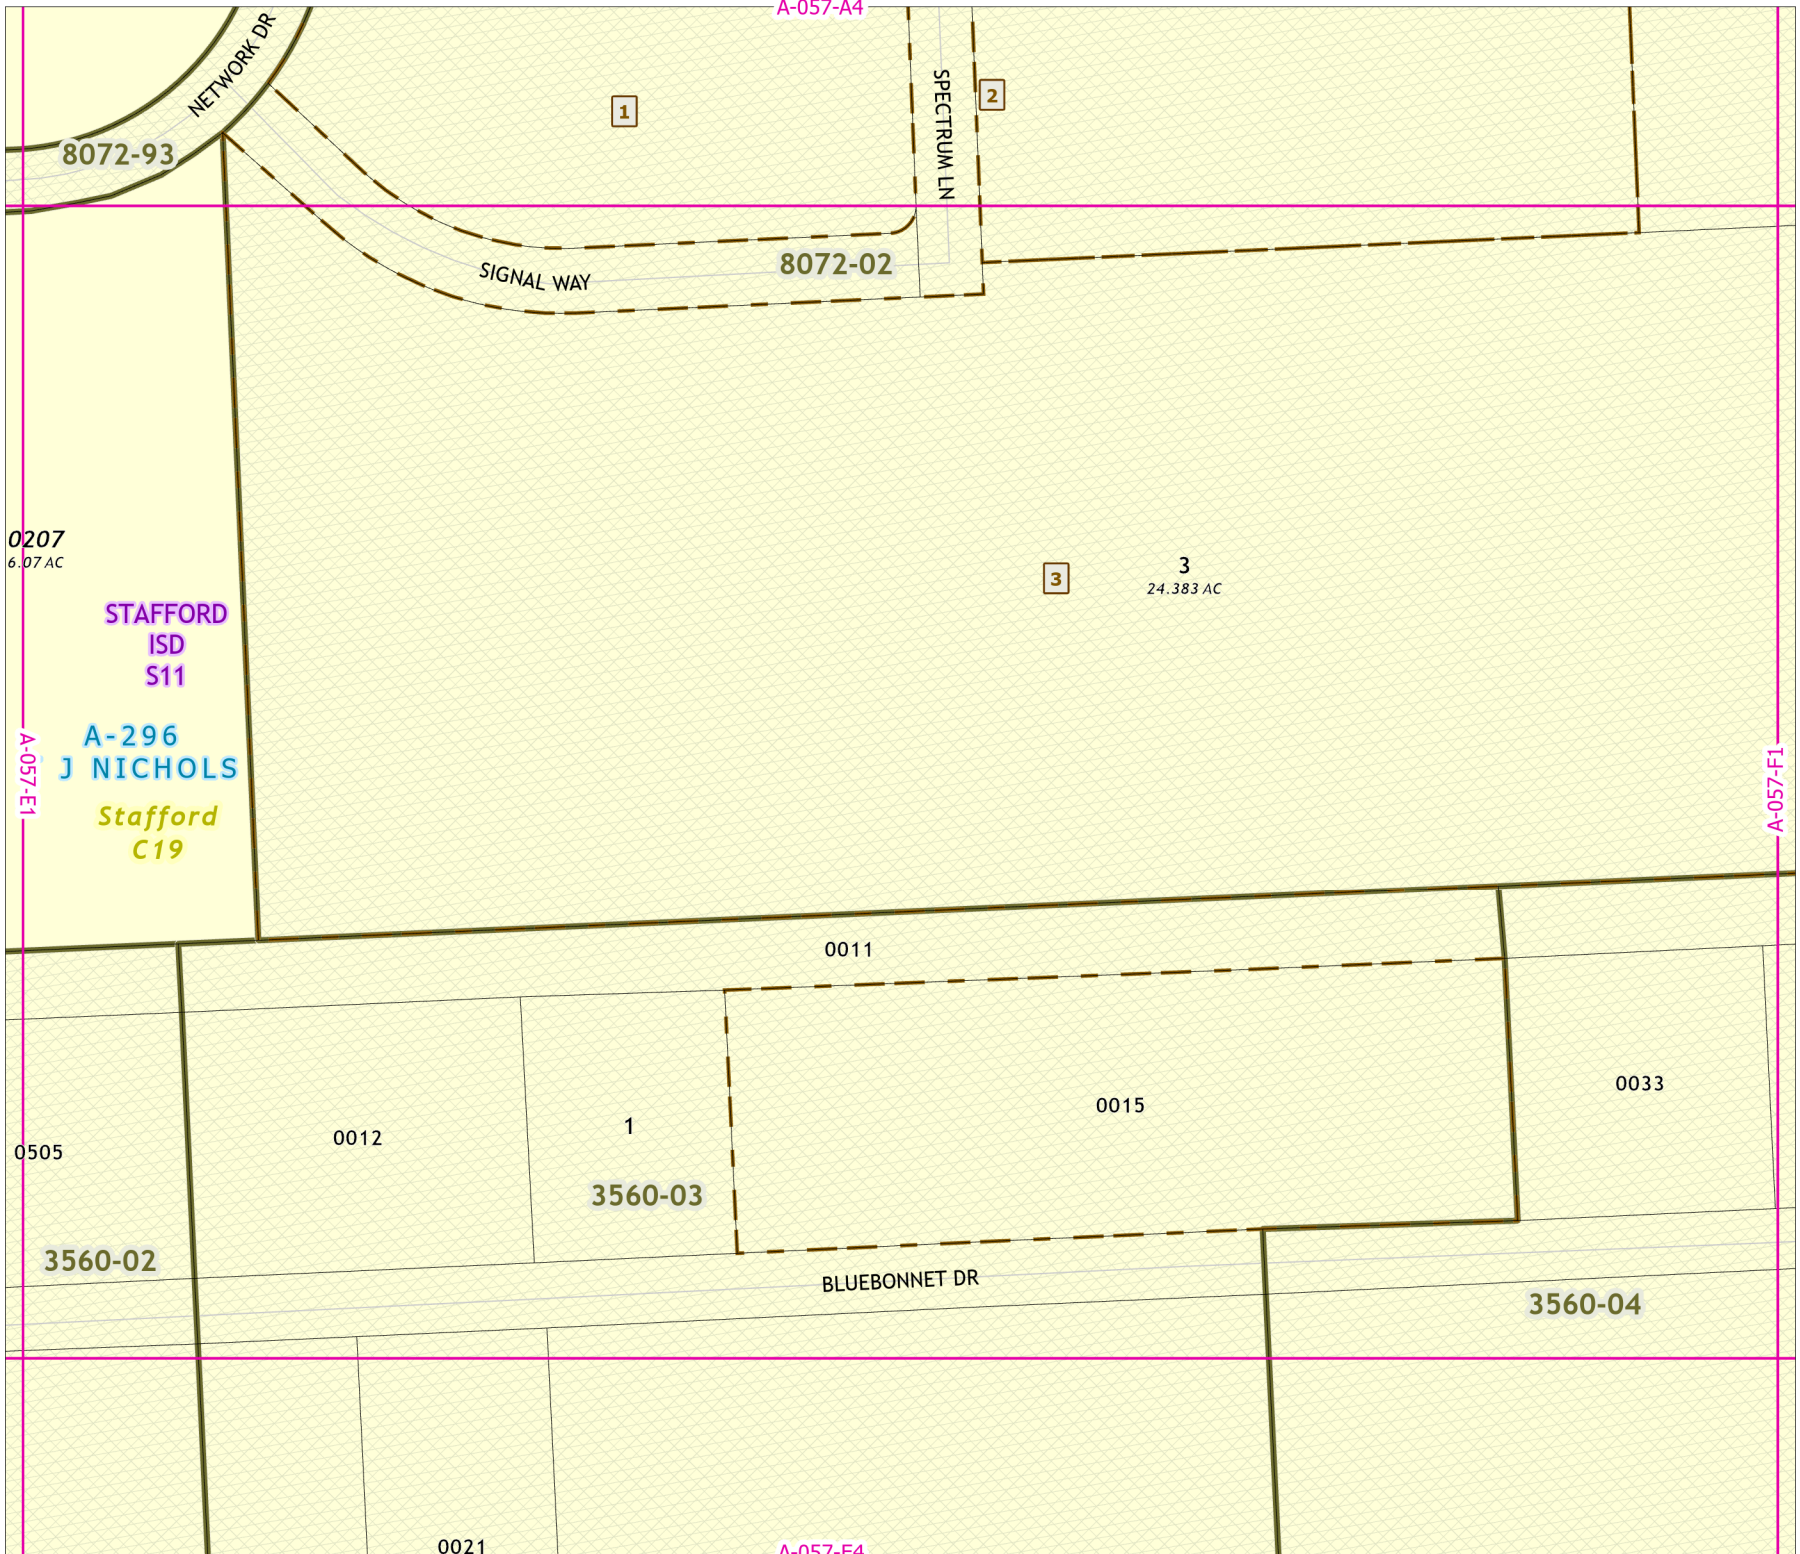 A-057-A4
NETWORK DR
8072-93
1
SPECTRUM LN
2
SIGNAL WAY
8072-02
0207
6.07 AC
3
3
24.383 AC
STAFFORD
ISD
S11
A-296
J NICHOLS
Stafford
C19
A-057-E1
A-057-F1
0011
0012
1
0015
0033
0505
3560-03
3560-02
BLUEBONNET DR
3560-04
0021